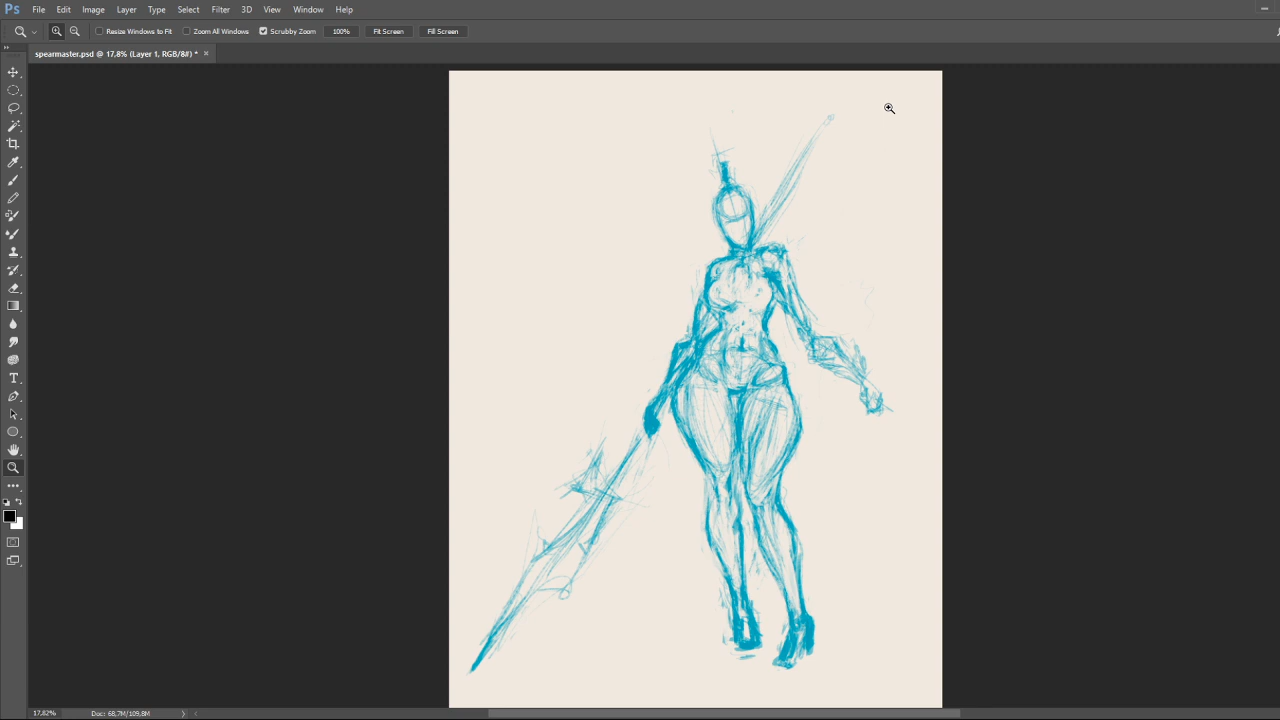 Ps File Edit Image Layer Type Select Filter 3D View Window Help
Resize Windows to Fit Zoom All Windows Scrubby Zoom 100% Fit Screen Fill Screen
spearmaster.psd @ 17,8% (Layer 1, RGB/8#) * ×
17,82% Doc: 68,7M/109,8M